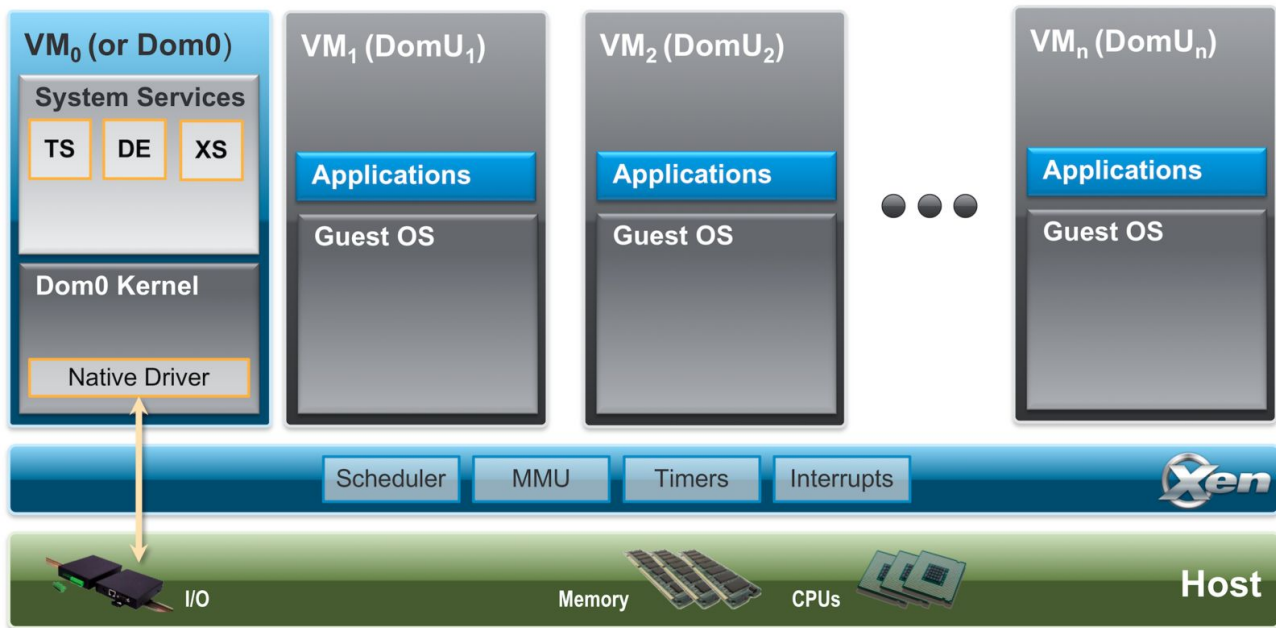 VM0 (or Dom0)
System Services
TS DE XS
Dom0 Kernel
Native Driver
VM1 (DomU1)
Applications
Guest OS
VM2 (DomU2)
Applications
Guest OS
VMn (DomUn)
Applications
Guest OS
Scheduler MMU Timers Interrupts
Xen
I/O Memory CPUs Host